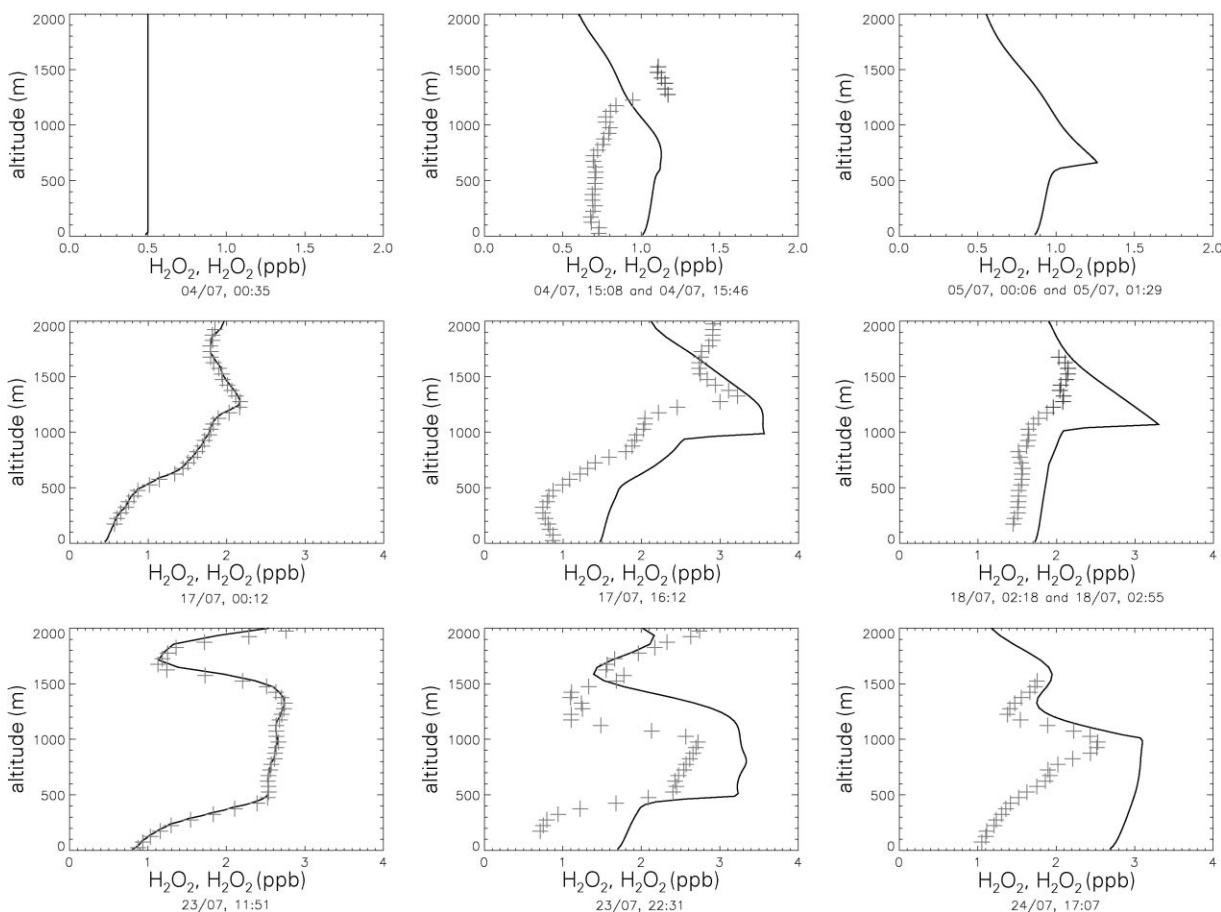 2000 2000 2000
altitude (m) altitude (m) altitude (m)
1500 1500 1500
1000 1000 1000
500 500 500
0 0 0
0.0 0.5 1.0 1.5 2.0 0.0 0.5 1.0 1.5 2.0 0.0 0.5 1.0 1.5 2.0
H₂O₂, H₂O₂ (ppb) H₂O₂, H₂O₂ (ppb) H₂O₂, H₂O₂ (ppb)
04/07, 00:35 04/07, 15:08 and 04/07, 15:46 05/07, 00:06 and 05/07, 01:29
2000 2000 2000
altitude (m) altitude (m) altitude (m)
1500 1500 1500
1000 1000 1000
500 500 500
0 0 0
0 1 2 3 4 0 1 2 3 4 0 1 2 3 4
H₂O₂, H₂O₂ (ppb) H₂O₂, H₂O₂ (ppb) H₂O₂, H₂O₂ (ppb)
17/07, 00:12 17/07, 16:12 18/07, 02:18 and 18/07, 02:55
2000 2000 2000
altitude (m) altitude (m) altitude (m)
1500 1500 1500
1000 1000 1000
500 500 500
0 0 0
0 1 2 3 4 0 1 2 3 4 0 1 2 3 4
H₂O₂, H₂O₂ (ppb) H₂O₂, H₂O₂ (ppb) H₂O₂, H₂O₂ (ppb)
23/07, 11:51 23/07, 22:31 24/07, 17:07